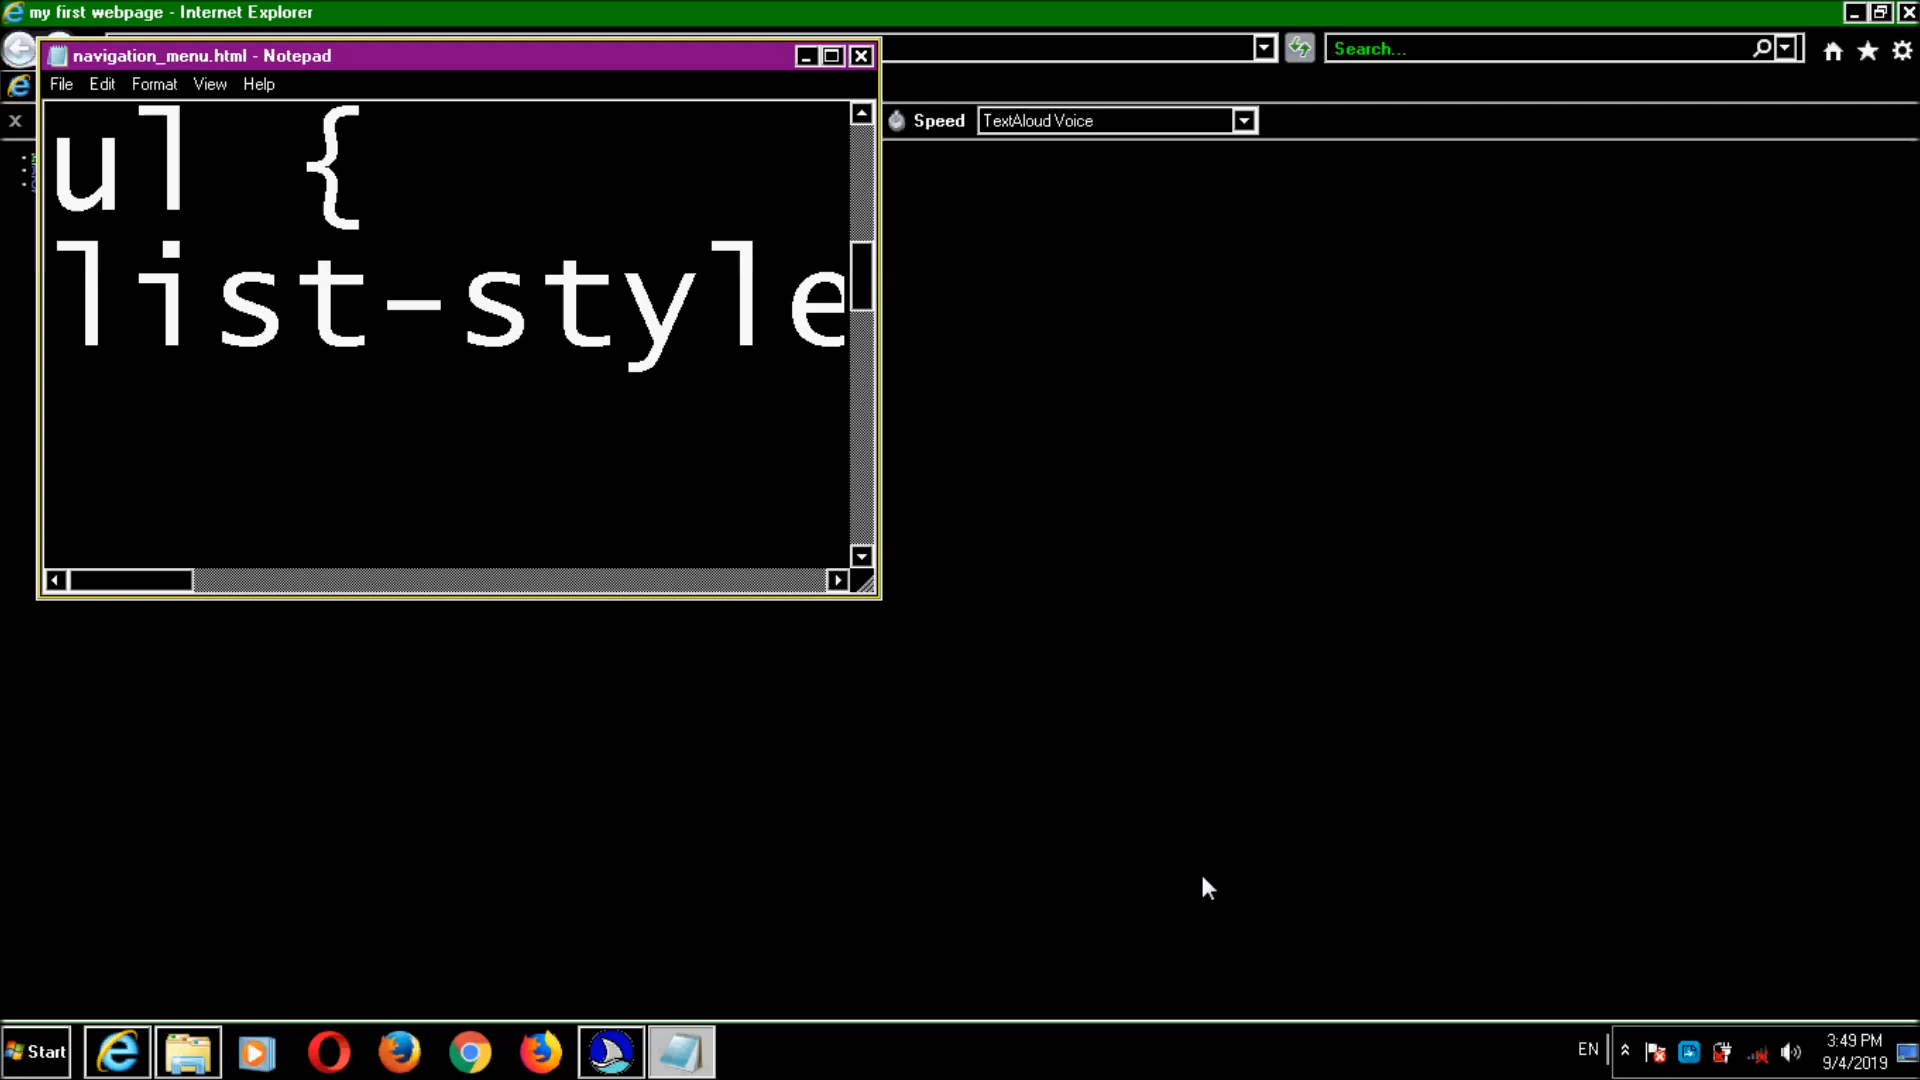 my first webpage - Internet Explorer
Search...
navigation_menu.html - Notepad
File Edit Format View Help
x
Speed TextAloud Voice
ul {
list-style
Start
EN
3:49 PM
9/4/2019